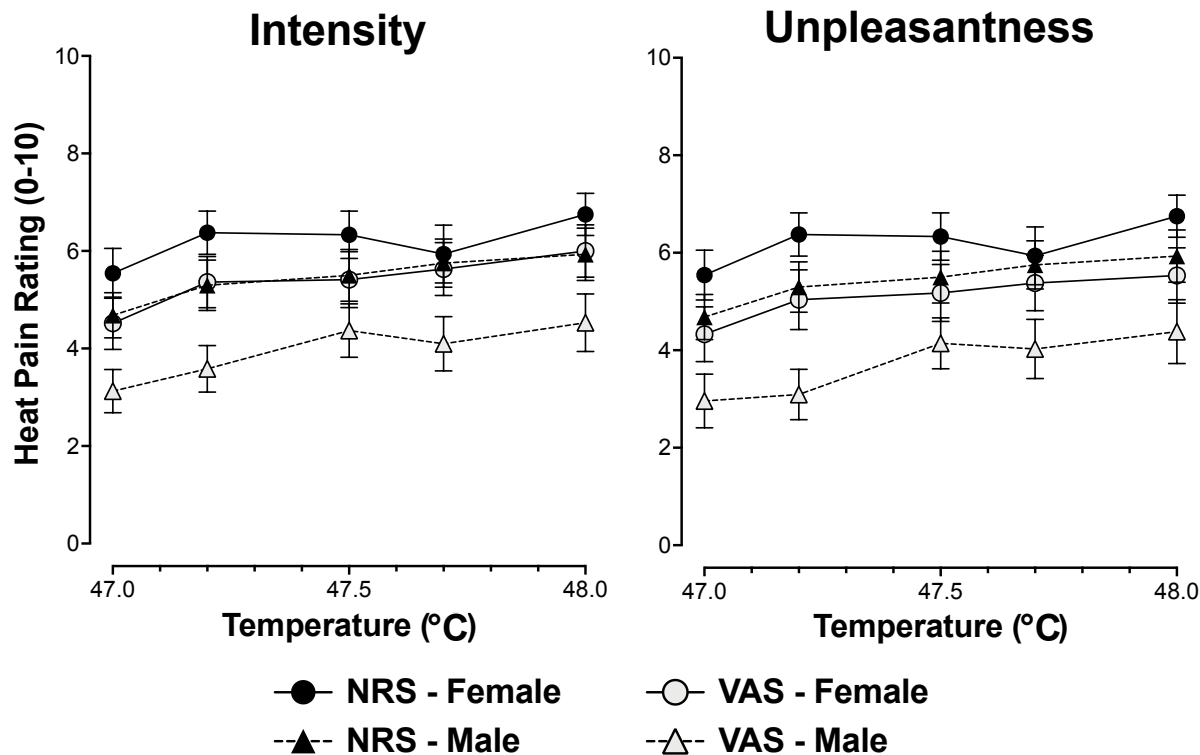 Intensity
Unpleasantness
Heat Pain Rating (0-10)
10
8
6
4
2
0
47.0
47.5
48.0
Temperature (°C)
10
8
6
4
2
0
47.0
47.5
48.0
Temperature (°C)
NRS - Female
VAS - Female
NRS - Male
VAS - Male